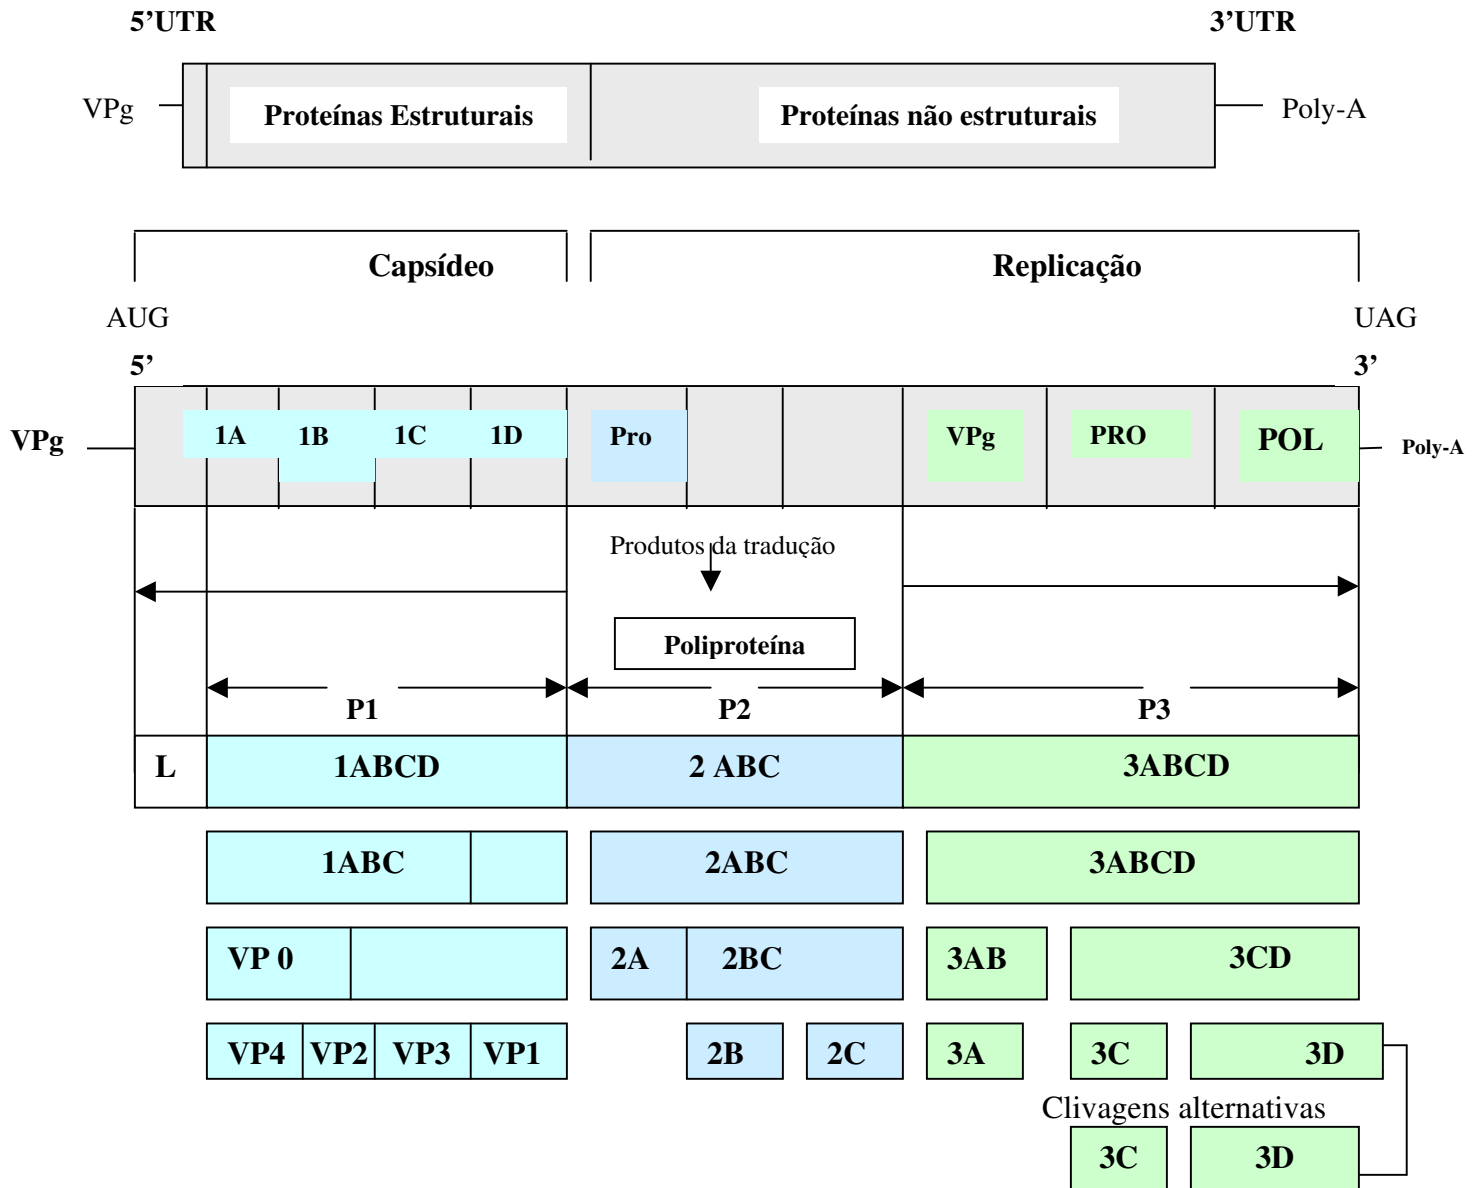 5’UTR 3’UTR
VPg Proteínas Estruturais Proteínas não estruturais Poly-A
Capsídeo Replicação
AUG UAG
5’ 3’
VPg 1A 1B 1C 1D Pro VPg PRO POL Poly-A
Produtos da tradução
Poliproteína
P1 P2 P3
L 1ABCD 2 ABC 3ABCD
1ABC 2ABC 3ABCD
VP 0 2A 2BC 3AB 3CD
VP4 VP2 VP3 VP1 2B 2C 3A 3C 3D
Clivagens alternativas
3C 3D